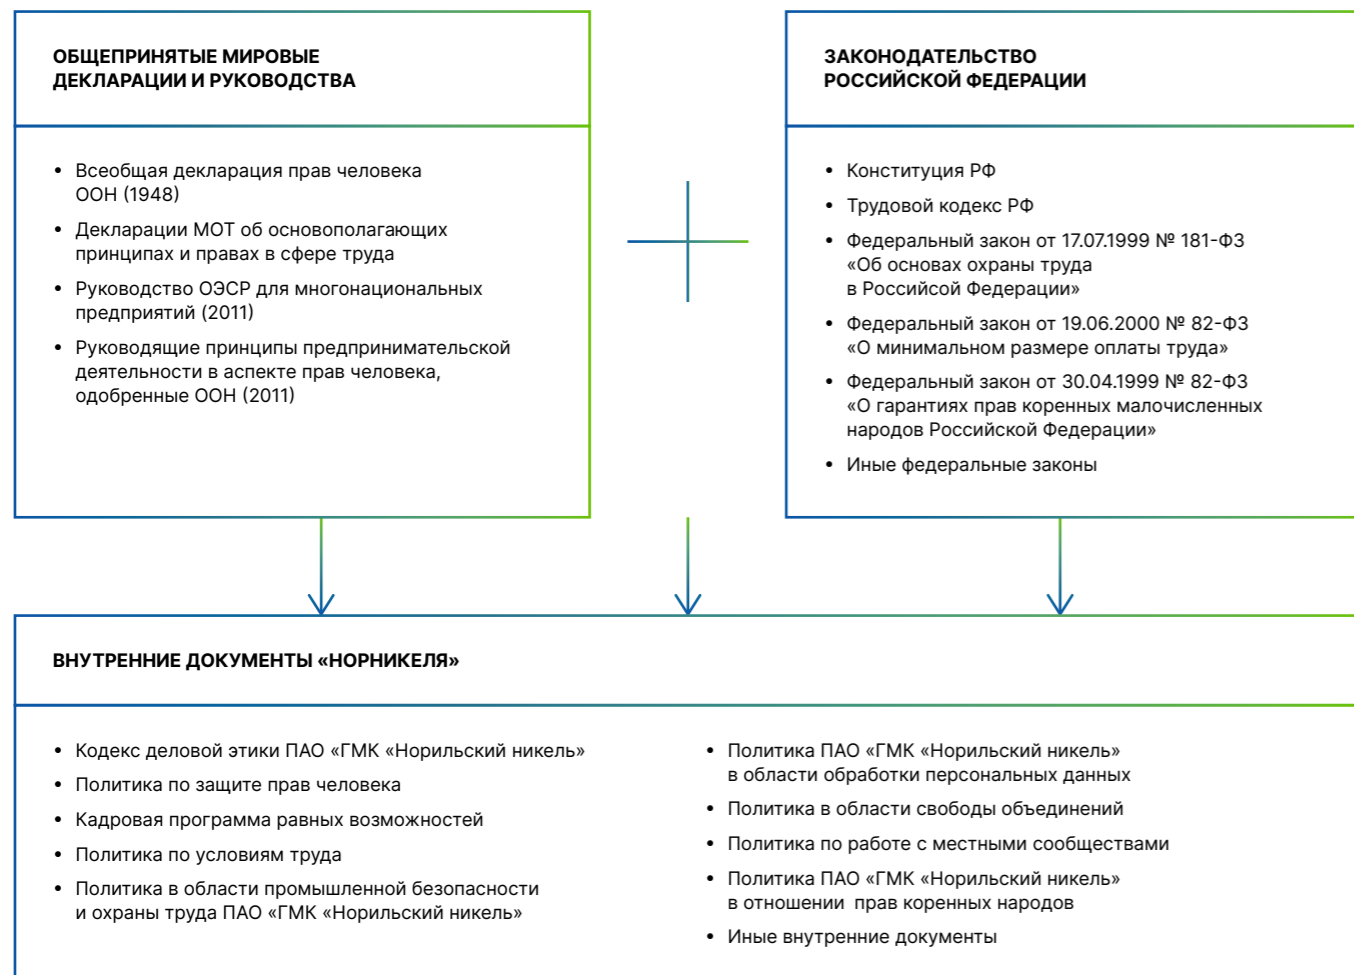 ОБЩЕПРИНЯТЫЕ МИРОВЫЕ
ДЕКЛАРАЦИИ И РУКОВОДСТВА
• Всеобщая декларация прав человека
ООН (1948)
• Декларации МОТ об основополагающих
принципах и правах в сфере труда
• Руководство ОЭСР для многонациональных
предприятий (2011)
• Руководящие принципы предпринимательской
деятельности в аспекте прав человека,
одобренные ООН (2011)
ЗАКОНОДАТЕЛЬСТВО
РОССИЙСКОЙ ФЕДЕРАЦИИ
• Конституция РФ
• Трудовой кодекс РФ
• Федеральный закон от 17.07.1999 № 181-ФЗ
«Об основах охраны труда
в Российсой Федерации»
• Федеральный закон от 19.06.2000 № 82-ФЗ
«О минимальном размере оплаты труда»
• Федеральный закон от 30.04.1999 № 82-ФЗ
«О гарантиях прав коренных малочисленных
народов Российской Федерации»
• Иные федеральные законы
ВНУТРЕННИЕ ДОКУМЕНТЫ «НОРНИКЕЛЯ»
• Кодекс деловой этики ПАО «ГМК «Норильский никель»
• Политика по защите прав человека
• Кадровая программа равных возможностей
• Политика по условиям труда
• Политика в области промышленной безопасности
и охраны труда ПАО «ГМК «Норильский никель»
• Политика ПАО «ГМК «Норильский никель»
в области обработки персональных данных
• Политика в области свободы объединений
• Политика по работе с местными сообществами
• Политика ПАО «ГМК «Норильский никель»
в отношении прав коренных народов
• Иные внутренние документы